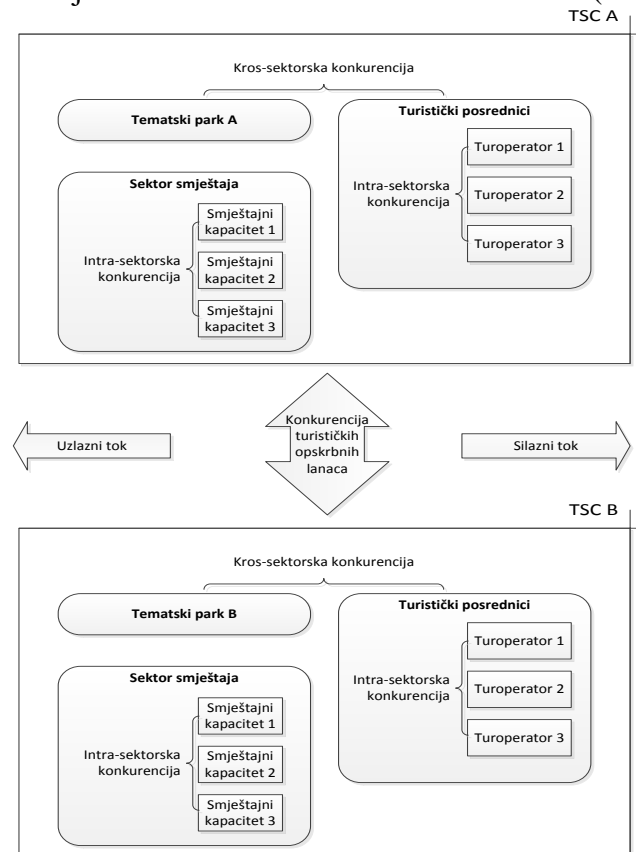 TSC A
Kros-sektorska konkurencija
Tematski park A
Turistički posrednici
Turoperator 1
Intra-sektorska
konkurencija
Turoperator 2
Turoperator 3
Sektor smještaja
Smještajni
kapacitet 1
Intra-sektorska
konkurencija
Smještajni
kapacitet 2
Smještajni
kapacitet 3
Uzlazni tok
Konkurencija
turističkih
opskrbnih
lanaca
Silazni tok
TSC B
Kros-sektorska konkurencija
Tematski park B
Turistički posrednici
Turoperator 1
Intra-sektorska
konkurencija
Turoperator 2
Turoperator 3
Sektor smještaja
Smještajni
kapacitet 1
Intra-sektorska
konkurencija
Smještajni
kapacitet 2
Smještajni
kapacitet 3